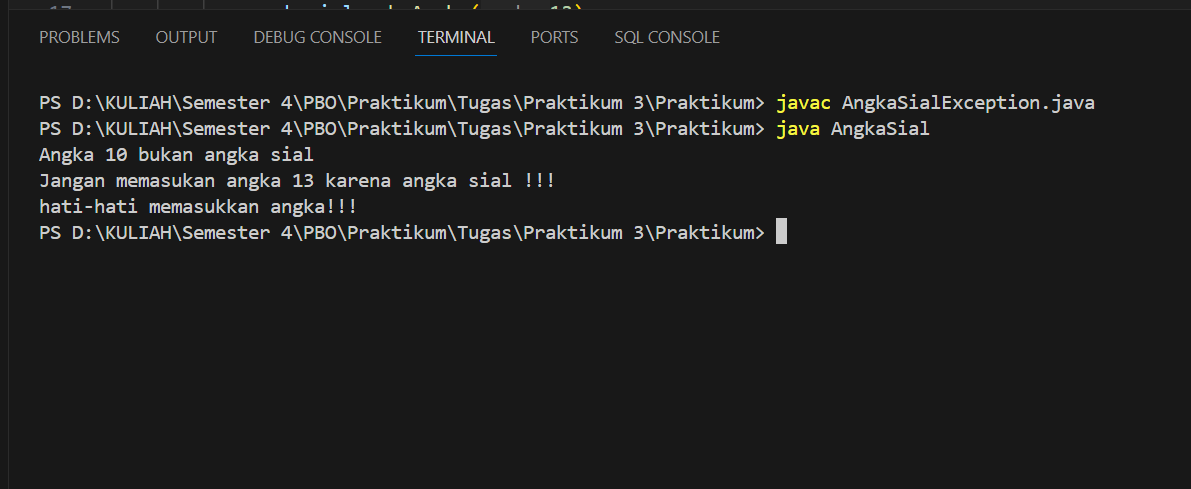 PROBLEMS OUTPUT DEBUG CONSOLE TERMINAL PORTS SQL CONSOLE
PS D:\KULIAH\Semester 4\PBO\Praktikum\Tugas\Praktikum 3\Praktikum> javac AngkaSialException.java
PS D:\KULIAH\Semester 4\PBO\Praktikum\Tugas\Praktikum 3\Praktikum> java AngkaSial
Angka 10 bukan angka sial
Jangan memasukan angka 13 karena angka sial !!!
hati-hati memasukkan angka!!!
PS D:\KULIAH\Semester 4\PBO\Praktikum\Tugas\Praktikum 3\Praktikum>